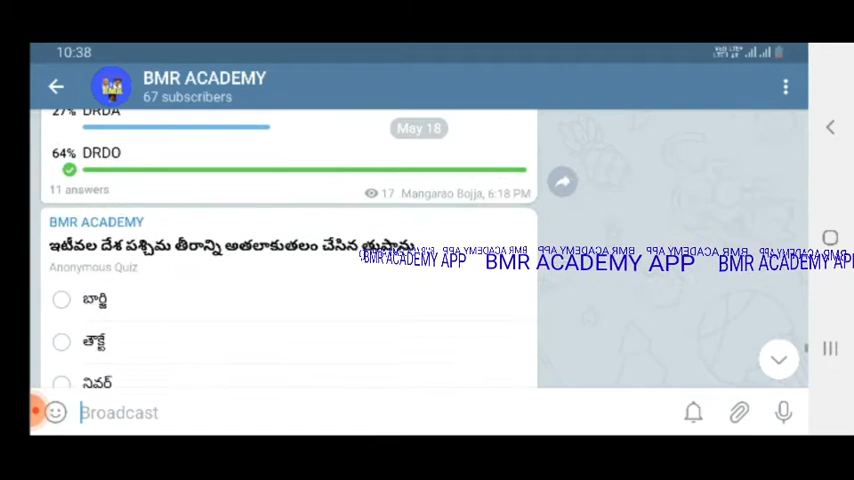 10:38
BMR ACADEMY
67 subscribers
27% DRDA
May 18
64% DRDO
11 answers
17 Mangarao Bojja, 6:18 PM
BMR ACADEMY
ఇటీవల దేశ పశ్చిమ తీరాన్ని అతలాకుతలం చేసిన తుఫాను
Anonymous Quiz
BMR ACADEMY APP BMR ACADEMY APP BMR ACADEMY APP
బార్జి
తౌక్టే
నివర్
Broadcast